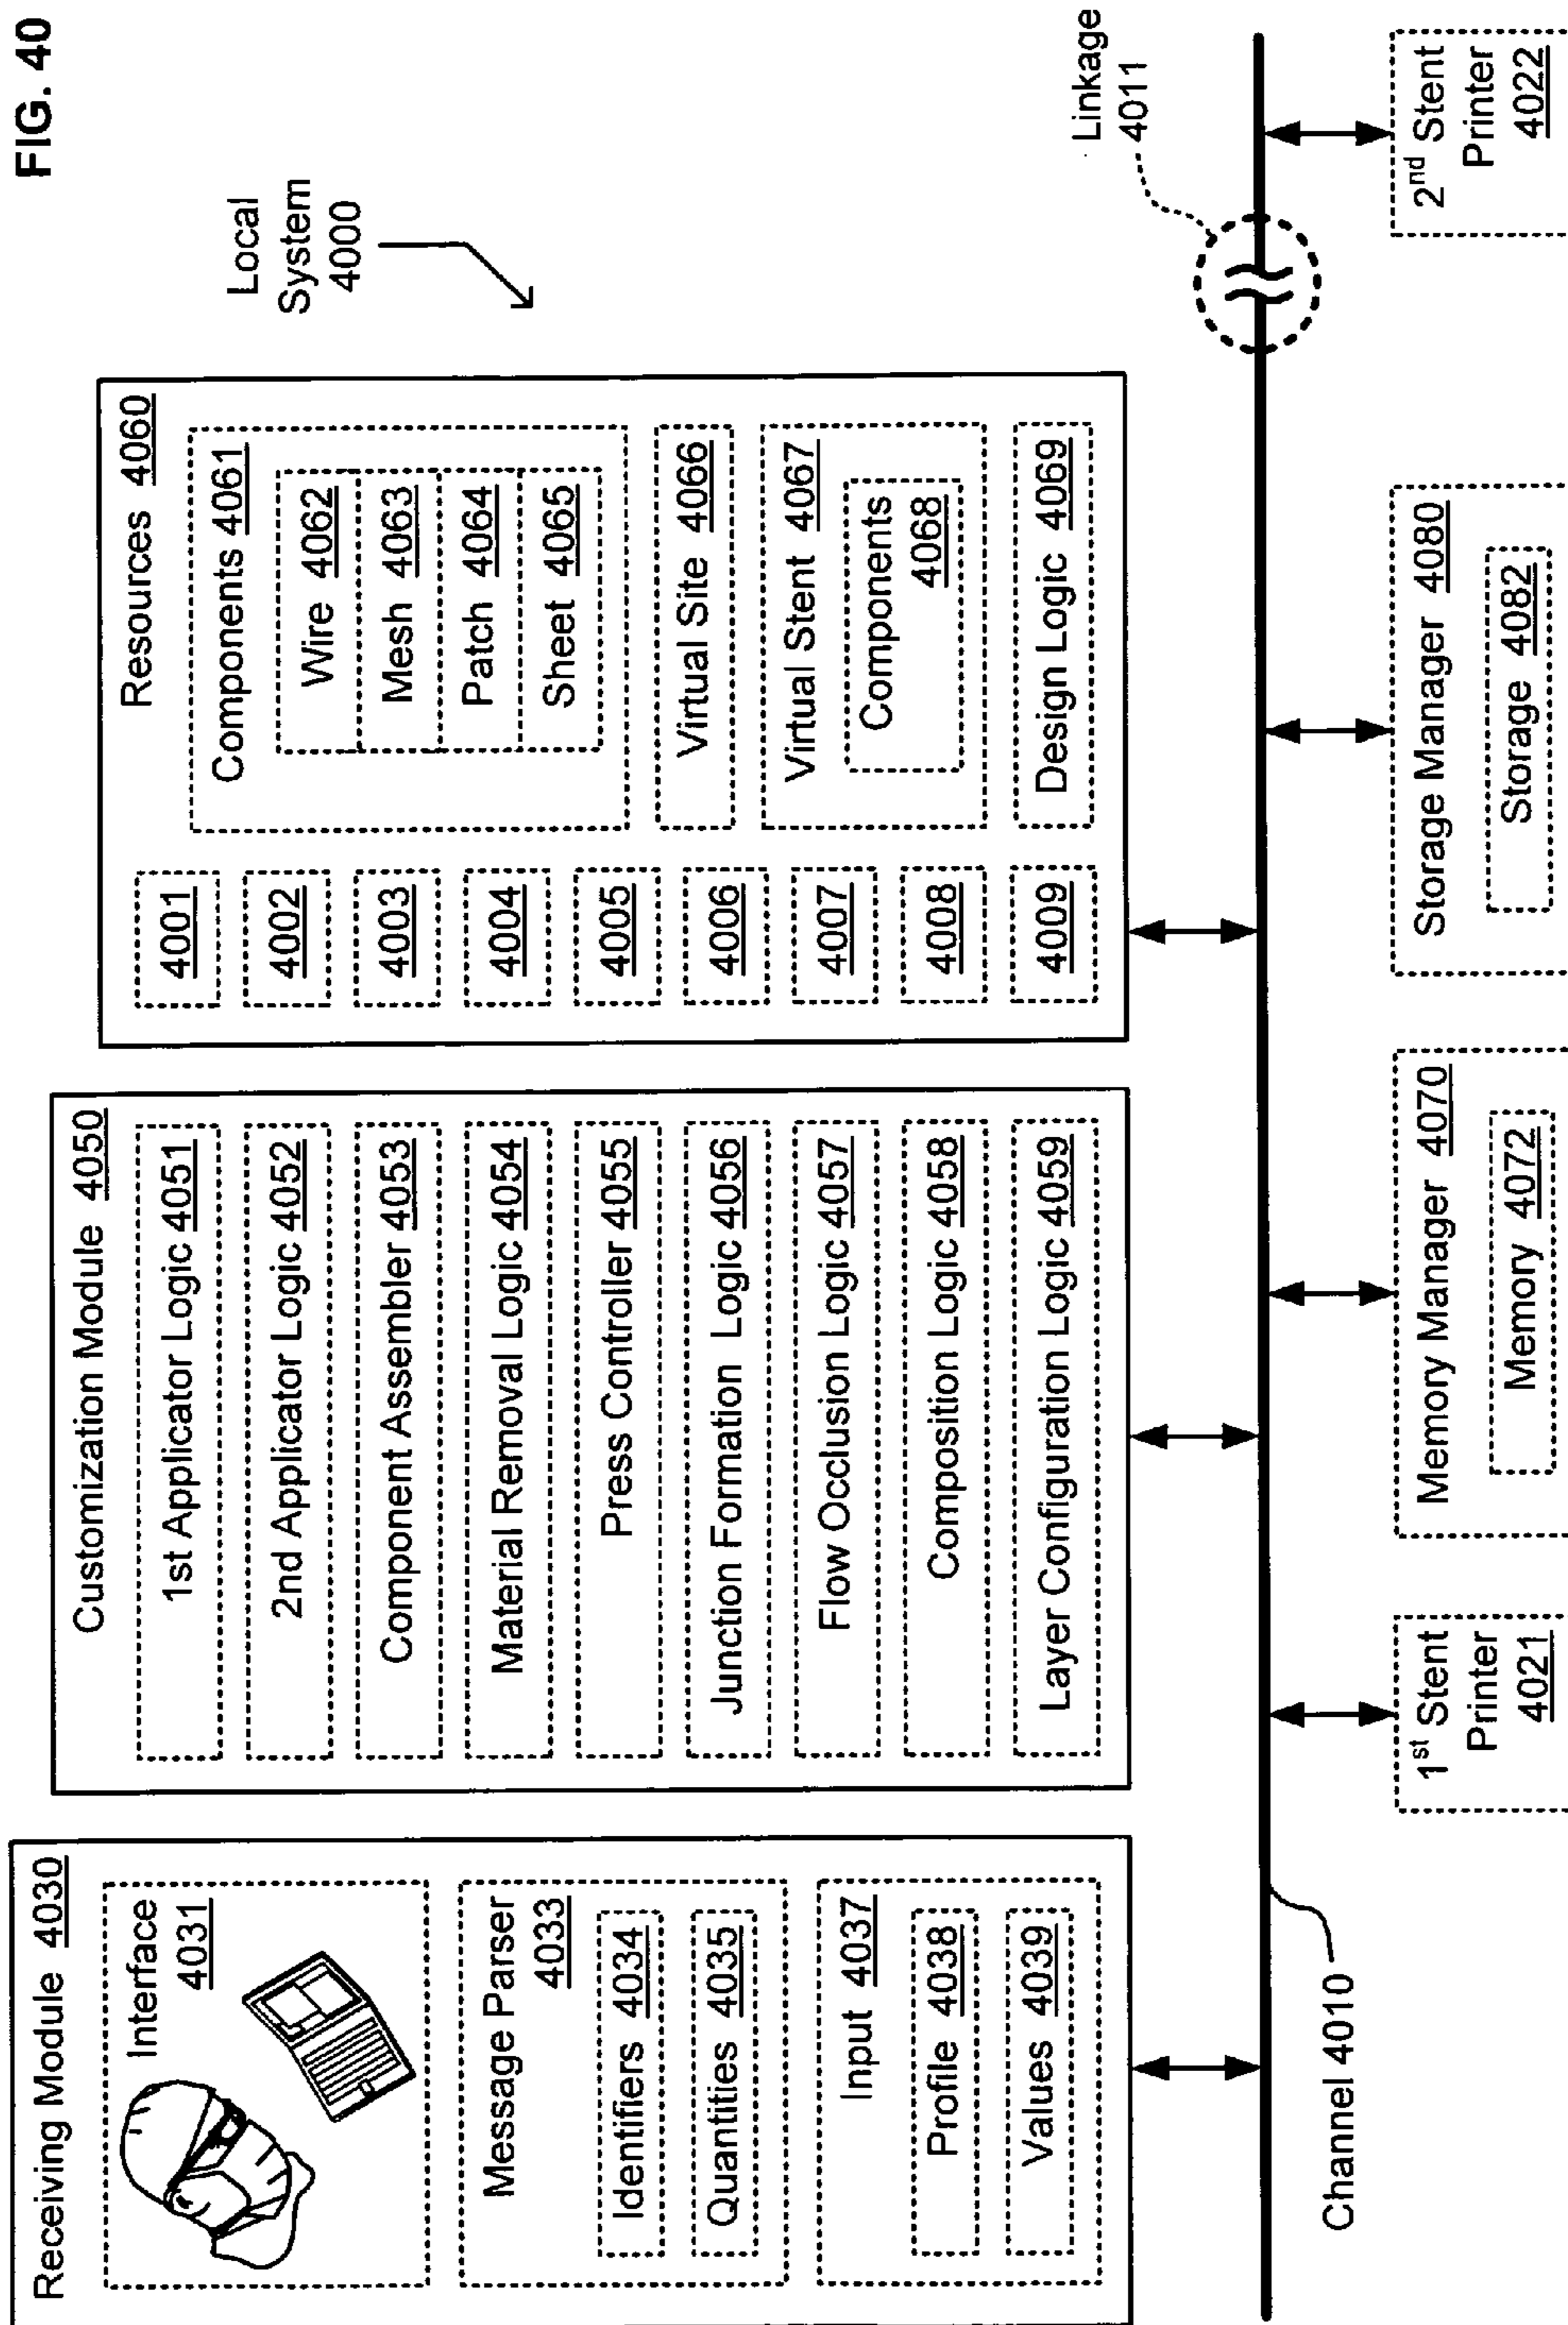 FIG. 40
Local
System
4000
Receiving Module 4030
Interface
4031
Message Parser
4033
Identifiers 4034
Quantities 4035
Input 4037
Profile 4038
Values 4039
Customization Module 4050
1st Applicator Logic 4051
2nd Applicator Logic 4052
Component Assembler 4053
Material Removal Logic 4054
Press Controller 4055
Junction Formation Logic 4056
Flow Occlusion Logic 4057
Composition Logic 4058
Layer Configuration Logic 4059
Resources 4060
4001
4002
4003
4004
4005
4006
4007
4008
4009
Components 4061
Wire 4062
Mesh 4063
Patch 4064
Sheet 4065
Virtual Site 4066
Virtual Stent 4067
Components
4068
Design Logic 4069
Linkage
4011
Channel 4010
1st Stent
Printer
4021
Memory Manager 4070
Memory 4072
Storage Manager 4080
Storage 4082
2nd Stent
Printer
4022